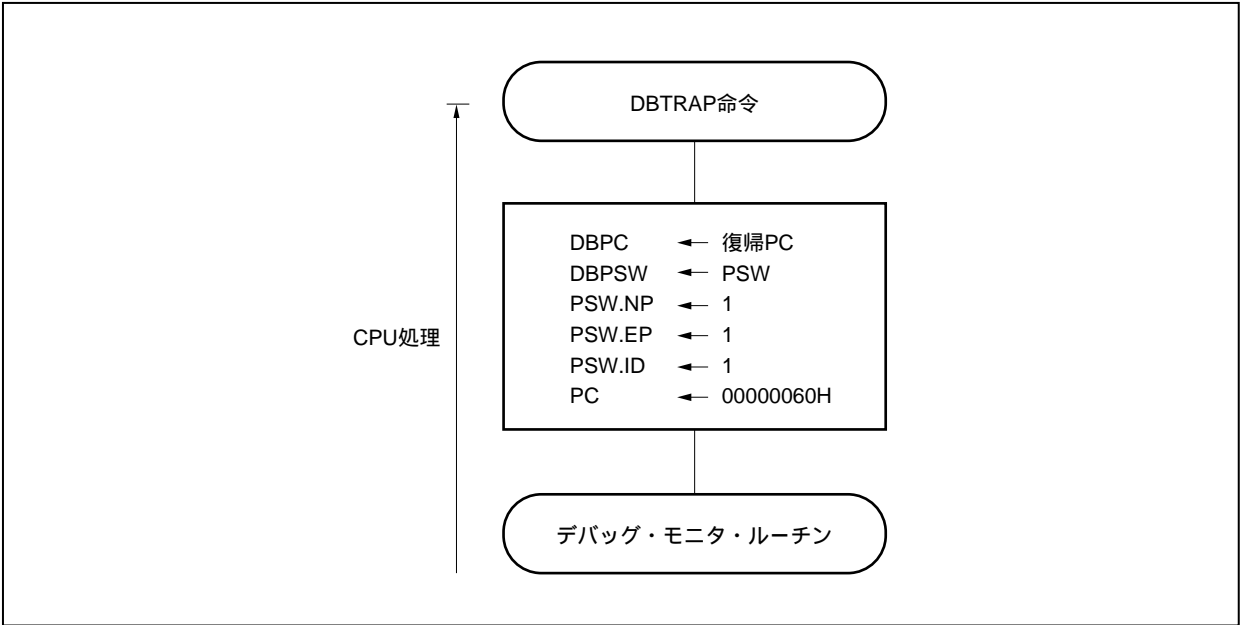 DBTRAP命令
DBPC ← 復帰PC
DBPSW ← PSW
PSW.NP ← 1
PSW.EP ← 1
CPU処理
PSW.ID ← 1
PC ← 00000060H
デバッグ・モニタ・ルーチン